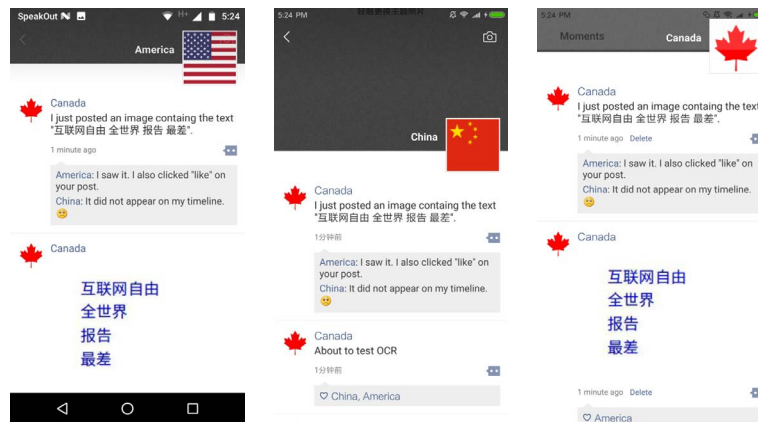 SpeakOut
H+
5:24
America
Canada
I just posted an image containg the text
"互联网自由 全世界 报告 最差".
1 minute ago
America: I saw it. I also clicked "like" on
your post.
China: It did not appear on my timeline.
Canada
互联网自由
全世界
报告
最差
5:24 PM
China
Canada
I just posted an image containg the text
"互联网自由 全世界 报告 最差".
1分钟前
America: I saw it. I also clicked "like" on
your post.
China: It did not appear on my timeline.
Canada
About to test OCR
1分钟前
China, America
5:24 PM
Moments
Canada
Canada
I just posted an image containg the text
"互联网自由 全世界 报告 最差".
1 minute ago Delete
America: I saw it. I also clicked "like" on
your post.
China: It did not appear on my timeline.
Canada
互联网自由
全世界
报告
最差
1 minute ago Delete
America